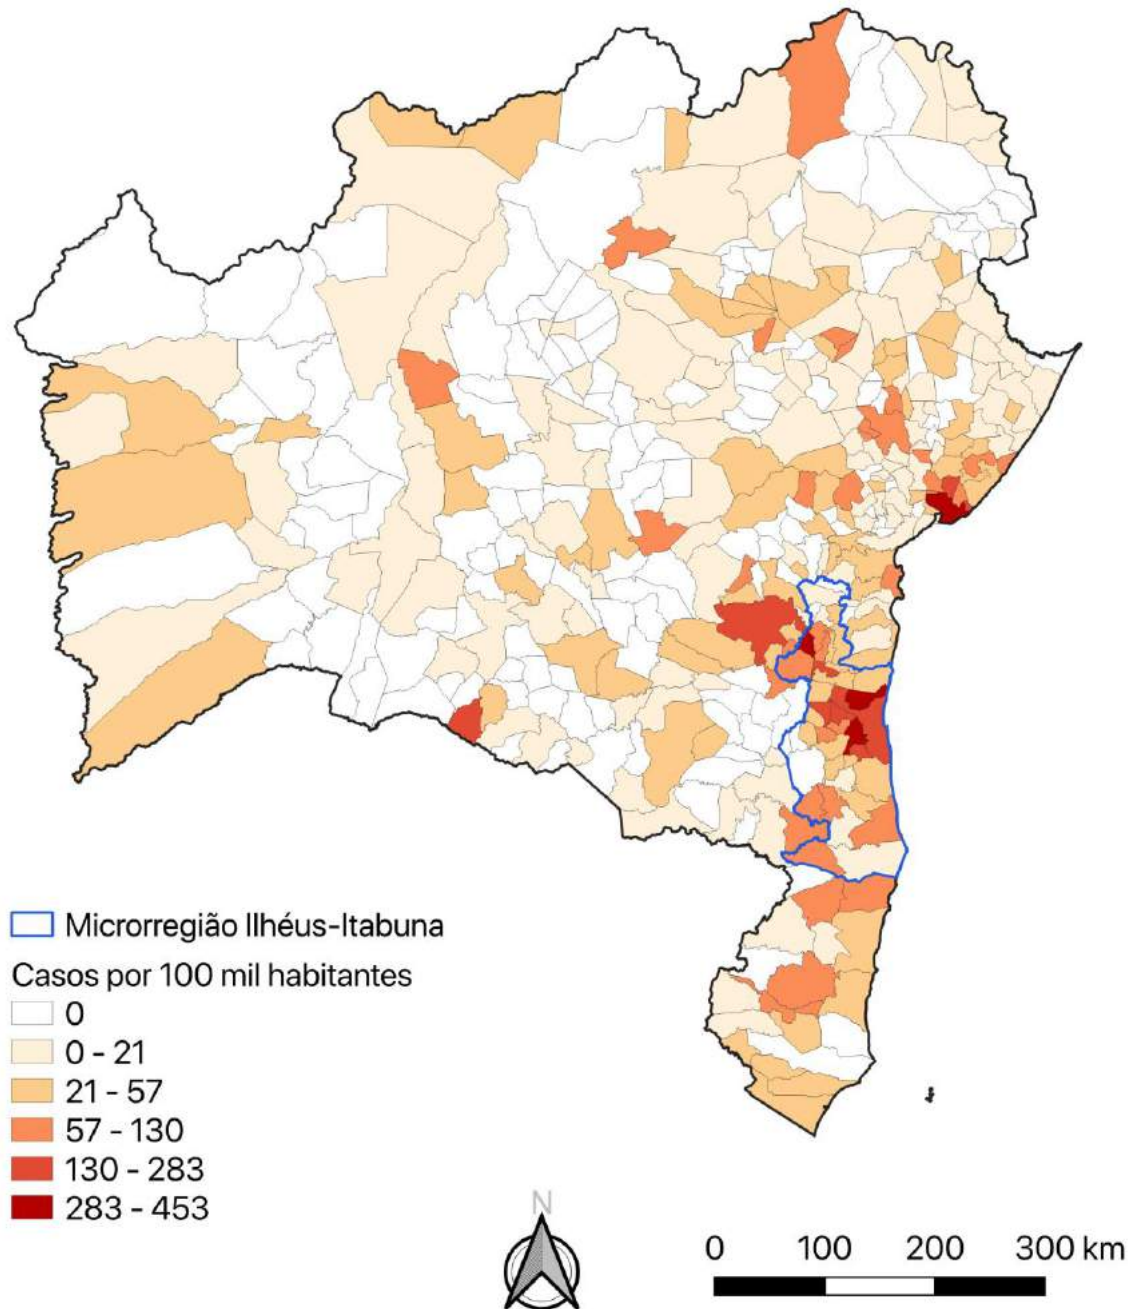 Microrregião Ilhéus-Itabuna
Casos por 100 mil habitantes
0
0 - 21
21 - 57
57 - 130
130 - 283
283 - 453
N
0 100 200 300 km